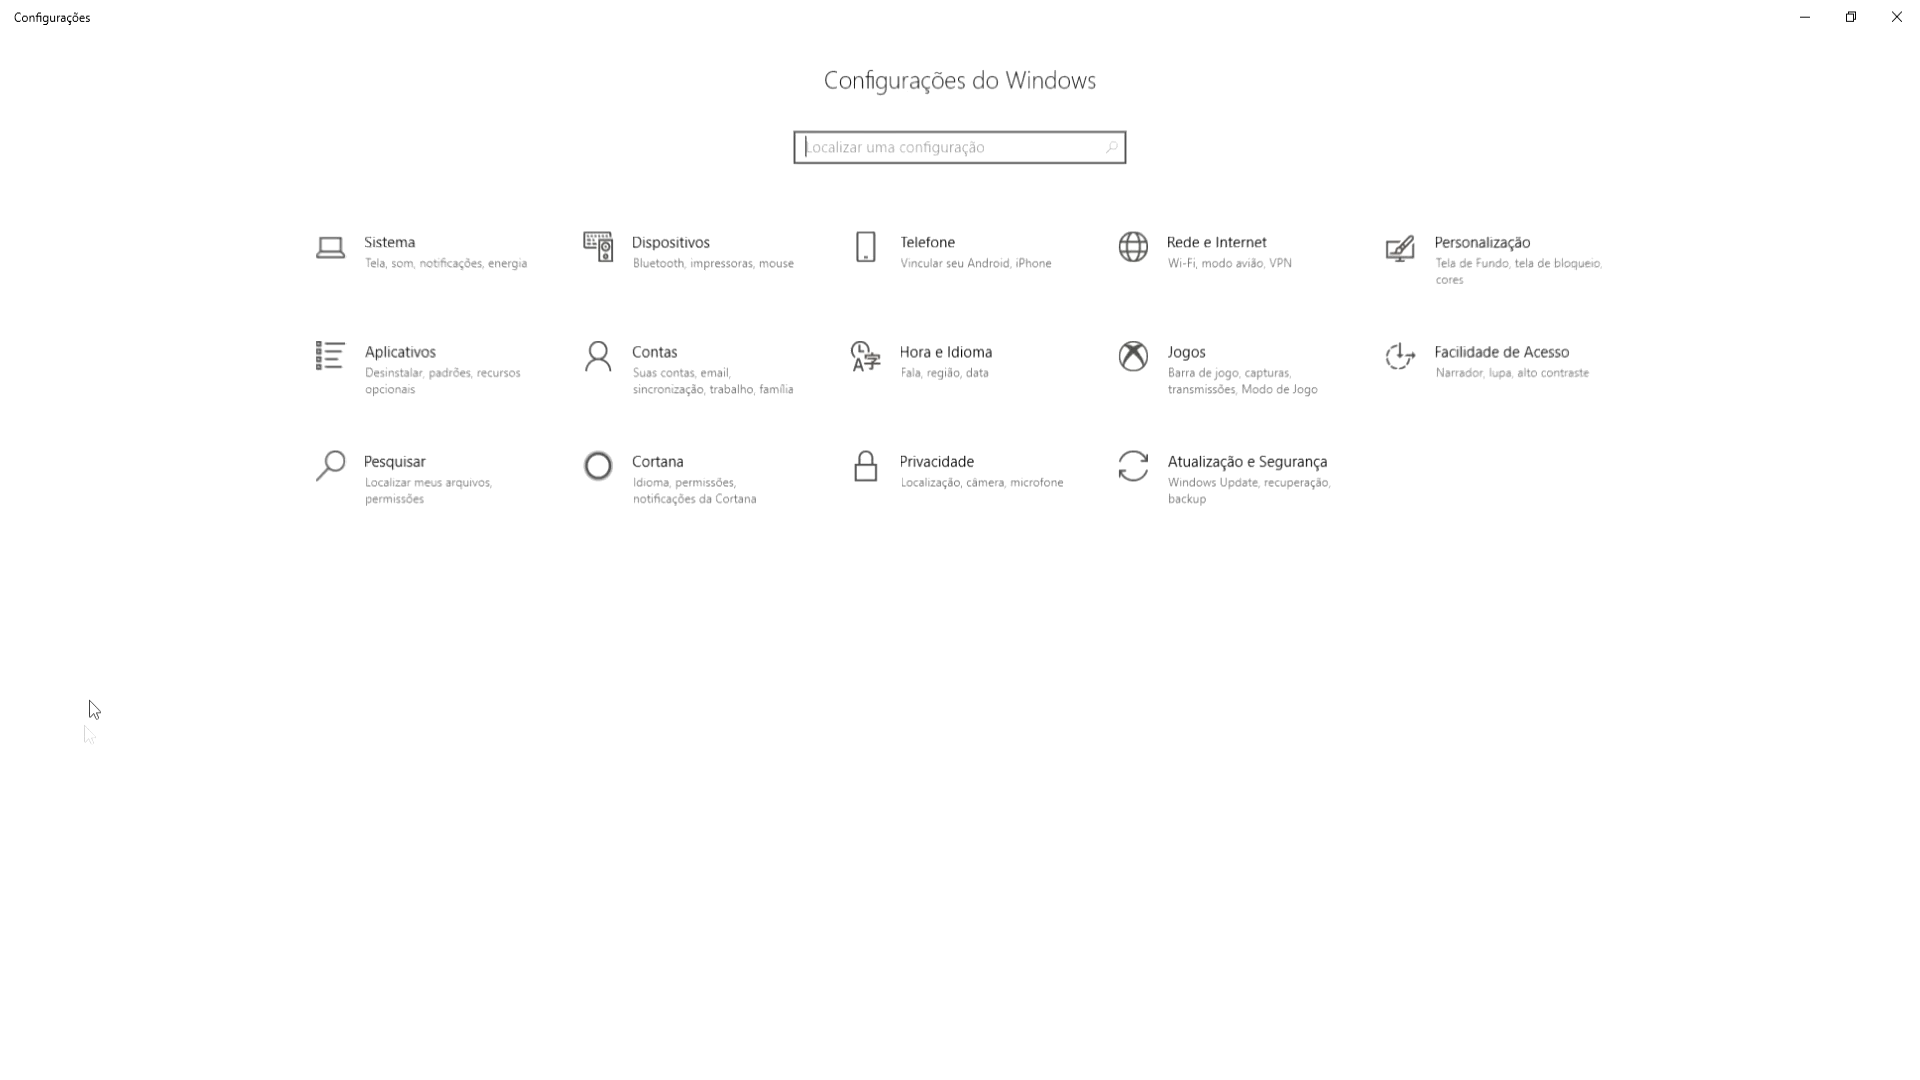 Configurações
Configurações do Windows
Localizar uma configuração
Sistema
Tela, som, notificações, energia
Dispositivos
Bluetooth, impressoras, mouse
Telefone
Vincular seu Android, iPhone
Rede e Internet
Wi-Fi, modo avião, VPN
Personalização
Tela de Fundo, tela de bloqueio,
cores
Aplicativos
Desinstalar, padrões, recursos
opcionais
Contas
Suas contas, email,
sincronização, trabalho, família
Hora e Idioma
Fala, região, data
Jogos
Barra de jogo, capturas,
transmissões, Modo de Jogo
Facilidade de Acesso
Narrador, lupa, alto contraste
Pesquisar
Localizar meus arquivos,
permissões
Cortana
Idioma, permissões,
notificações da Cortana
Privacidade
Localização, câmera, microfone
Atualização e Segurança
Windows Update, recuperação,
backup